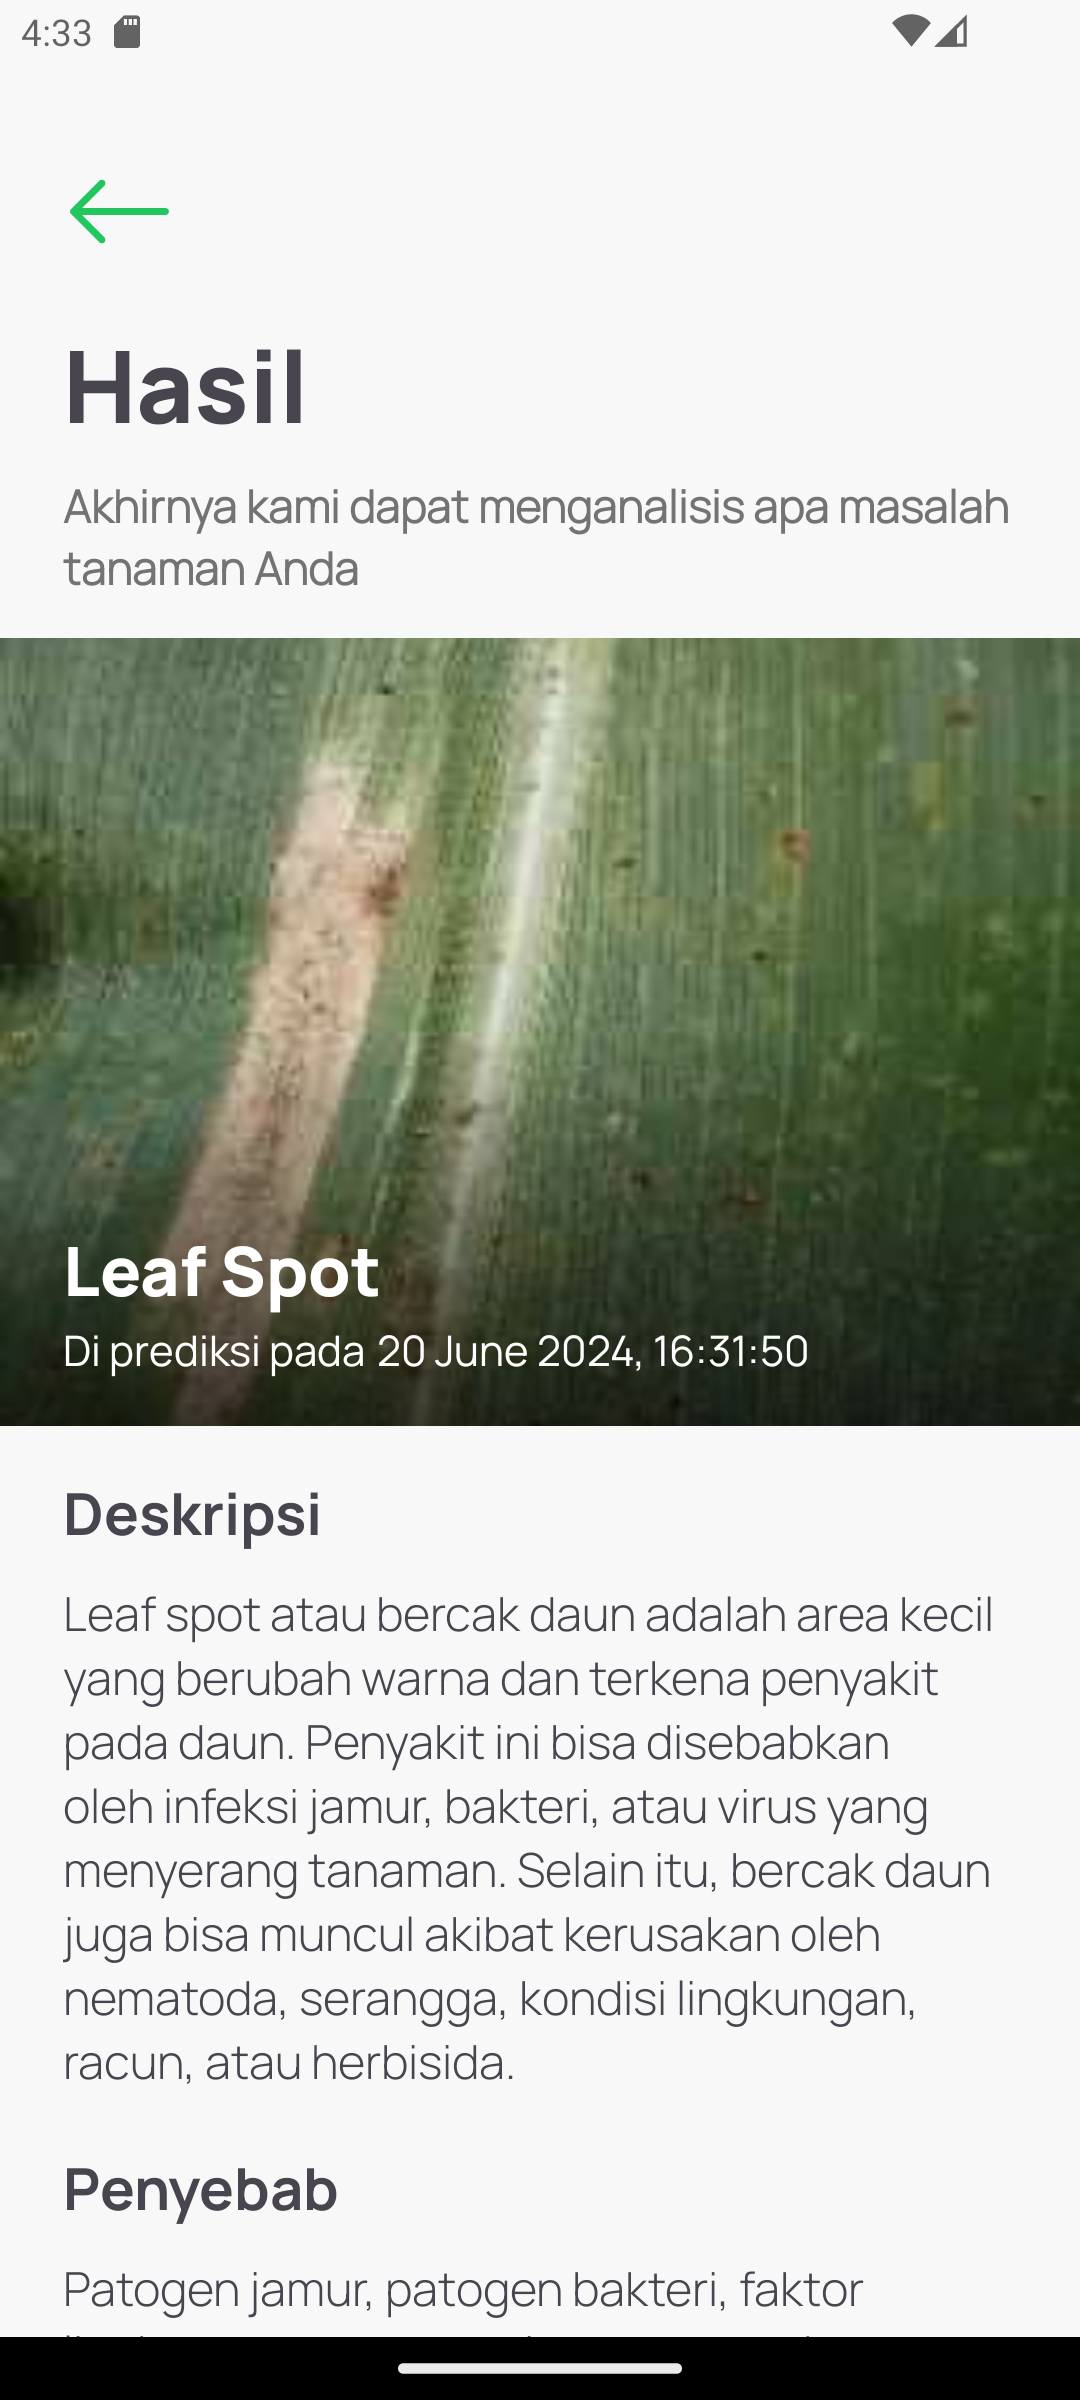 4:33
Hasil
Akhirnya kami dapat menganalisis apa masalah
tanaman Anda
Leaf Spot
Di prediksi pada 20 June 2024, 16:31:50
Deskripsi
Leaf spot atau bercak daun adalah area kecil
yang berubah warna dan terkena penyakit
pada daun. Penyakit ini bisa disebabkan
oleh infeksi jamur, bakteri, atau virus yang
menyerang tanaman. Selain itu, bercak daun
juga bisa muncul akibat kerusakan oleh
nematoda, serangga, kondisi lingkungan,
racun, atau herbisida.
Penyebab
Patogen jamur, patogen bakteri, faktor